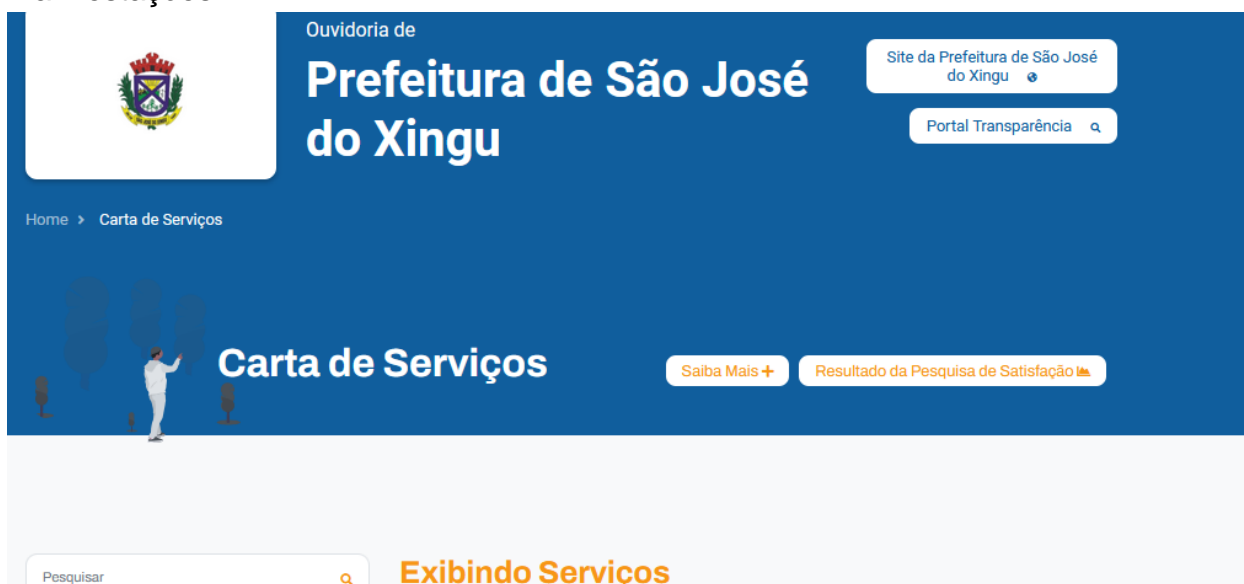 Ouvidoria de
Prefeitura de São José
do Xingu
Site da Prefeitura de São José
do Xingu
Portal Transparência
Home > Carta de Serviços
Carta de Serviços
Saiba Mais +
Resultado da Pesquisa de Satisfação
Pesquisar
Exibindo Serviços